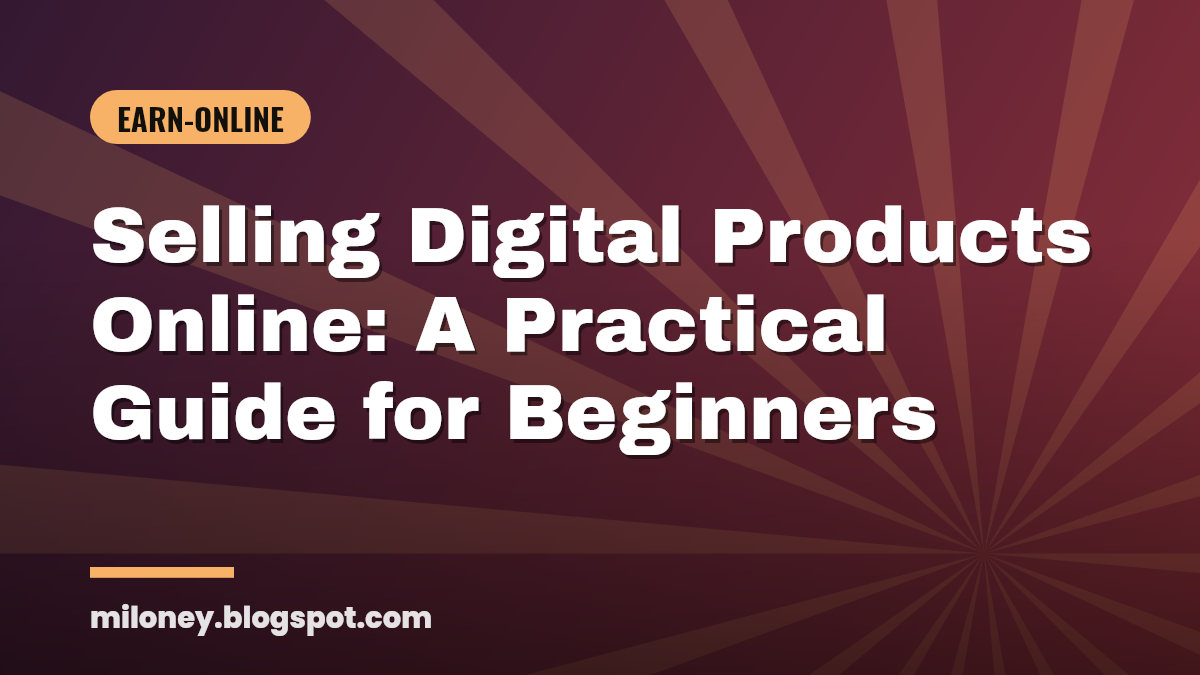 EARN-ONLINE
Selling Digital Products
Online: A Practical
Guide for Beginners
miloney.blogspot.com